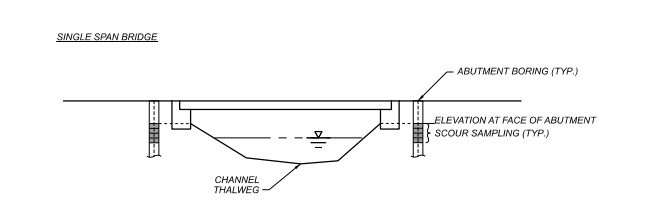 SINGLE SPAN BRIDGE
ABUTMENT BORING (TYP.)
ELEVATION AT FACE OF ABUTMENT
SCOUR SAMPLING (TYP.)
CHANNEL
THALWEG